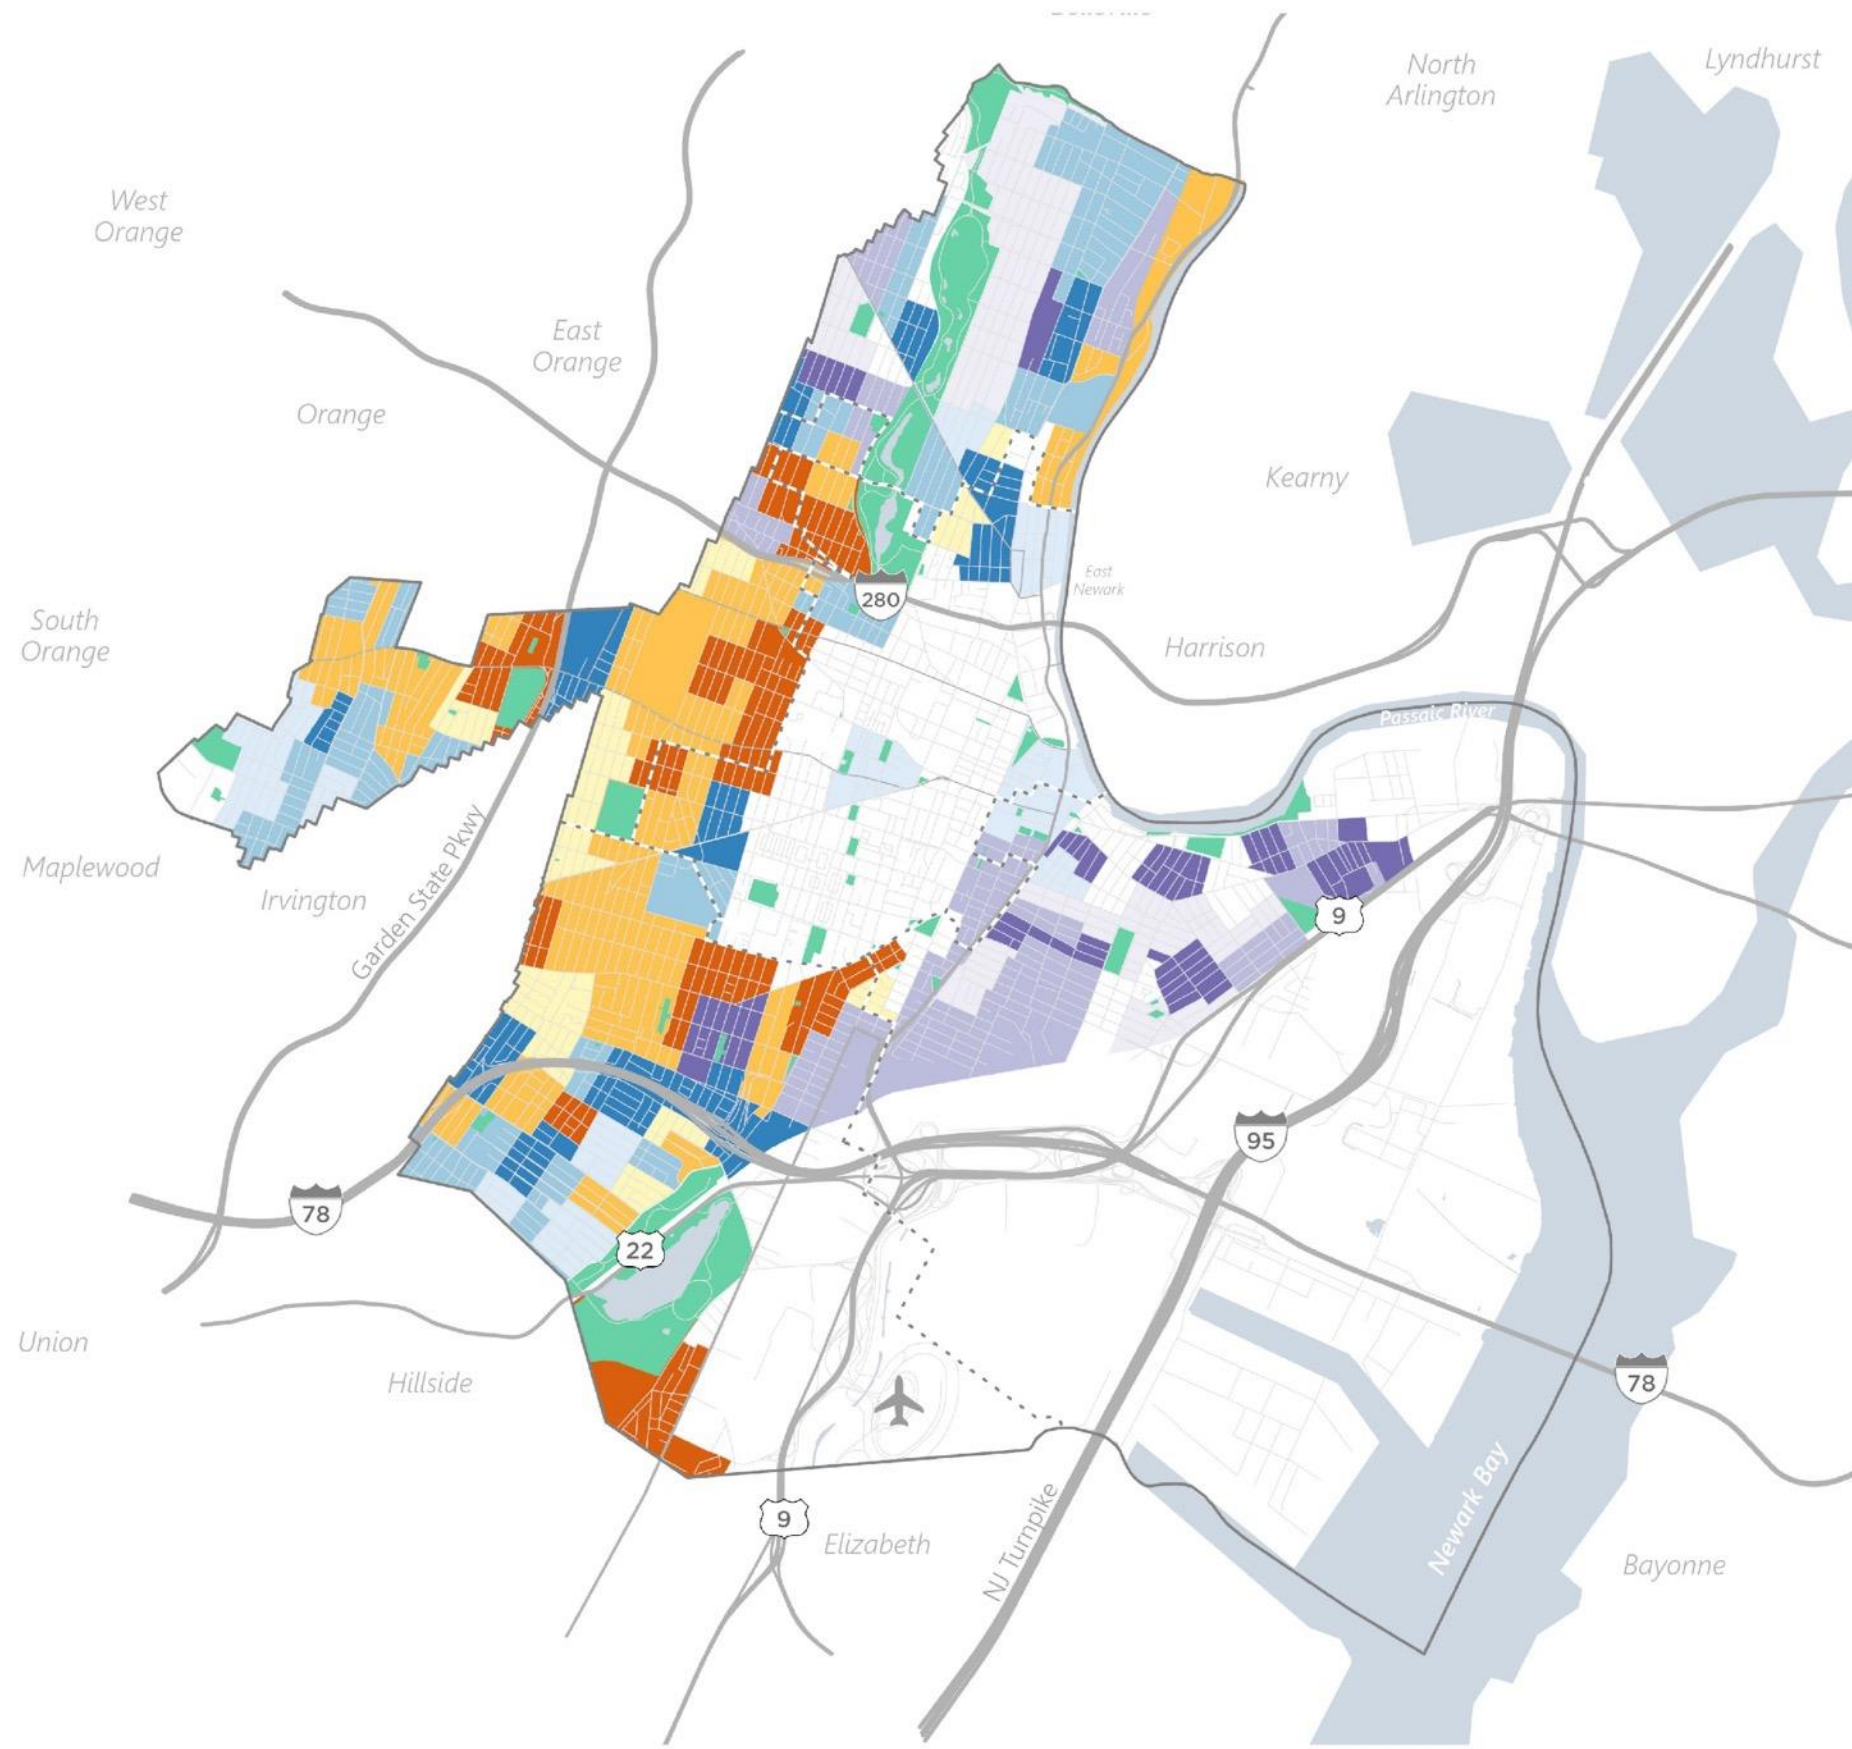 North
Arlington
Lyndhurst
West
Orange
East
Orange
Orange
Kearny
East
Newark
280
South
Orange
Harrison
Passaic River
Maplewood
Irvington
Garden State Pkwy
9
95
78
22
Union
Hillside
78
9
Elizabeth
NJ Turnpike
Newark Bay
Bayonne